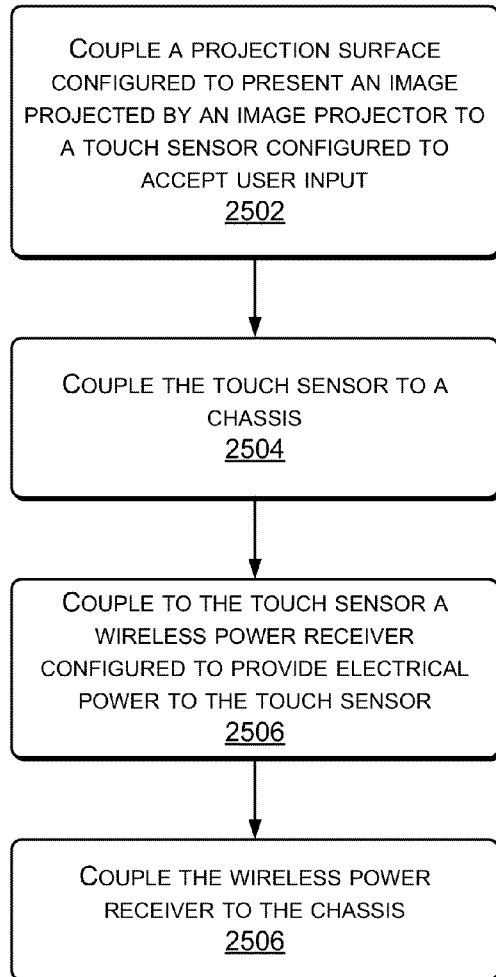 COUPLE A PROJECTION SURFACE
CONFIGURED TO PRESENT AN IMAGE
PROJECTED BY AN IMAGE PROJECTOR TO
A TOUCH SENSOR CONFIGURED TO
ACCEPT USER INPUT
2502
COUPLE THE TOUCH SENSOR TO A
CHASSIS
2504
COUPLE TO THE TOUCH SENSOR A
WIRELESS POWER RECEIVER
CONFIGURED TO PROVIDE ELECTRICAL
POWER TO THE TOUCH SENSOR
2506
COUPLE THE WIRELESS POWER
RECEIVER TO THE CHASSIS
2506